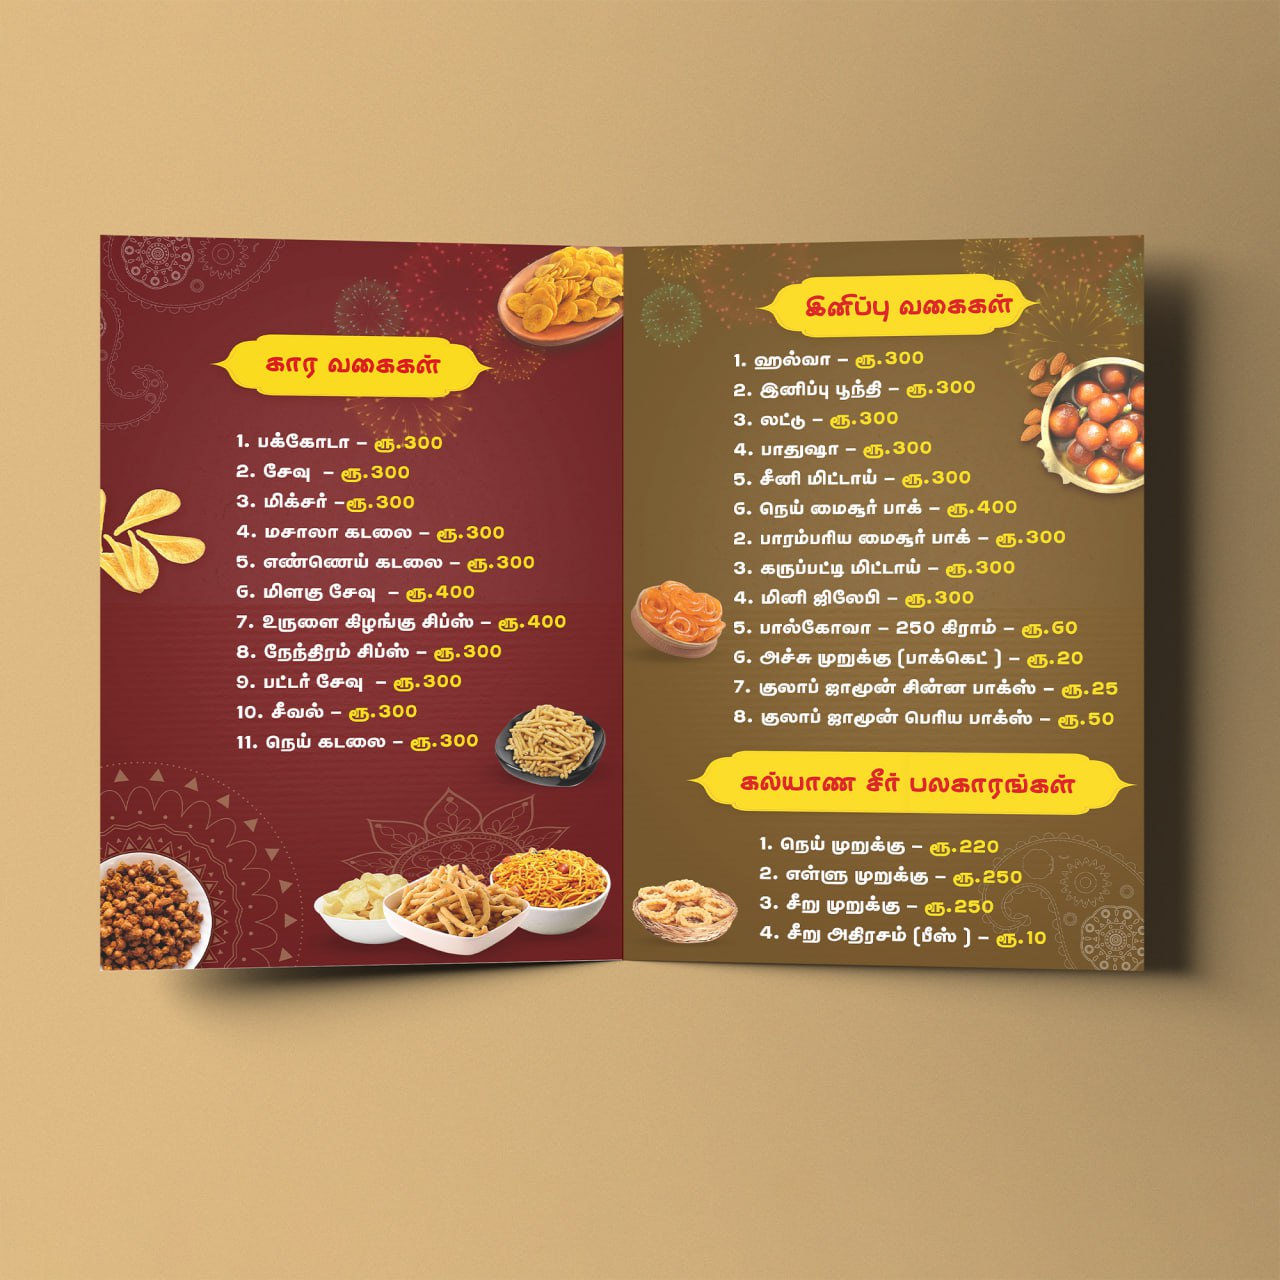 கார வகைகள்
1. பக்கோடா – ரூ.300
2. சேவு – ரூ.300
3. மிக்சர் –ரூ.300
4. மசாலா கடலை – ரூ.300
5. எண்ணெய் கடலை – ரூ.300
6. மிளகு சேவு – ரூ.400
7. உருளை கிழங்கு சிப்ஸ் – ரூ.400
8. நேந்திரம் சிப்ஸ் – ரூ.300
9. பட்டர் சேவு – ரூ.300
10. சீவல் – ரூ.300
11. நெய் கடலை – ரூ.300
இனிப்பு வகைகள்
1. ஹல்வா – ரூ.300
2. இனிப்பு பூந்தி – ரூ.300
3. லட்டு – ரூ.300
4. பாதுஷா – ரூ.300
5. சீனி மிட்டாய் – ரூ.300
6. நெய் மைசூர் பாக் – ரூ.400
2. பாரம்பரிய மைசூர் பாக் – ரூ.300
3. கருப்பட்டி மிட்டாய் – ரூ.300
4. மினி ஜிலேபி – ரூ.300
5. பால்கோவா – 250 கிராம் – ரூ.60
6. அச்சு முறுக்கு (பாக்கெட் ) – ரூ.20
7. குலாப் ஜாமூன் சின்ன பாக்ஸ் – ரூ.25
8. குலாப் ஜாமூன் பெரிய பாக்ஸ் – ரூ.50
கல்யாண சீர் பலகாரங்கள்
1. நெய் முறுக்கு – ரூ.220
2. எள்ளு முறுக்கு – ரூ.250
3. சீறு முறுக்கு – ரூ.250
4. சீறு அதிரசம் (பீஸ் ) – ரூ.10